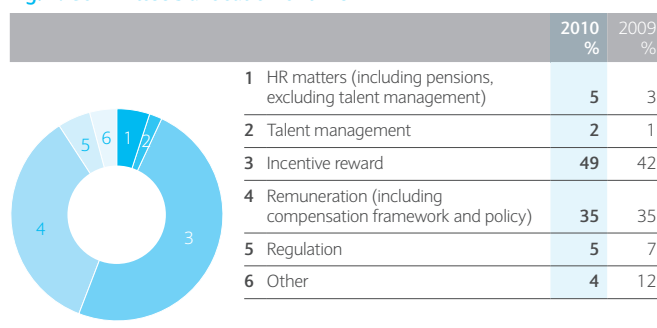 2010 2009
% %
1 HR matters (including pensions,
excluding talent management) 5 3
2 Talent management 2 1
3 Incentive reward 49 42
4 Remuneration (including
compensation framework and policy) 35 35
5 Regulation 5 7
6 Other 4 12
1
2
3
4
5
6